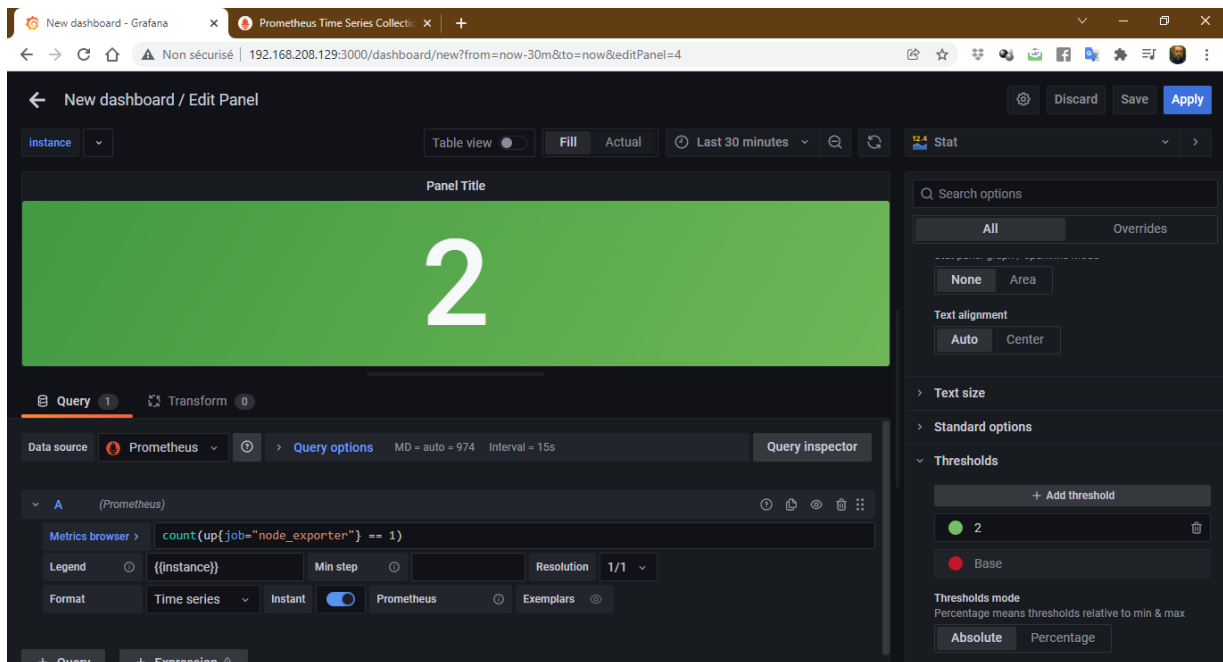 New dashboard - Grafana
Prometheus Time Series Collectic
Non sécurisé | 192.168.208.129:3000/dashboard/new?from=now-30m&to=now&editPanel=4
New dashboard / Edit Panel
Discard Save Apply
instance
Table view Fill Actual Last 30 minutes
12.4 Stat
Panel Title
2
Search options
All Overrides
None Area
Text alignment
Auto Center
Text size
Standard options
Thresholds
+ Add threshold
2
Base
Thresholds mode
Percentage means thresholds relative to min & max
Absolute Percentage
Query 1 Transform 0
Data source Prometheus > Query options MD = auto = 974 Interval = 15s Query inspector
A (Prometheus)
Metrics browser > count(up{job="node_exporter"} == 1)
Legend {{instance}} Min step Resolution 1/1
Format Time series Instant Prometheus Exemplars
+ Query + Expression